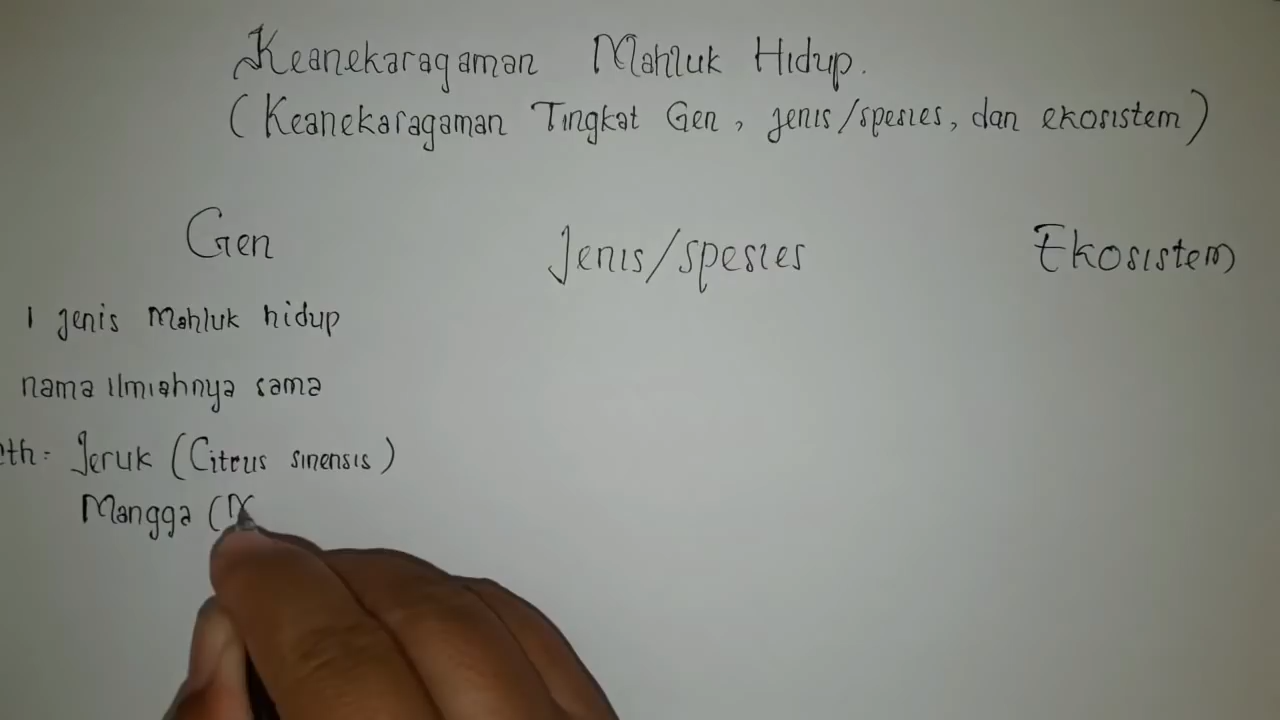 Keanekaragaman Mahluk Hidup.
(Keanekaragaman Tingkat Gen, jenis/spesies, dan ekosistem)
Gen
Jenis/spesies
Ekosistem
1 jenis Mahluk hidup
nama ilmiahnya sama
cth= Jeruk (Citrus sinensis)
Mangga (M